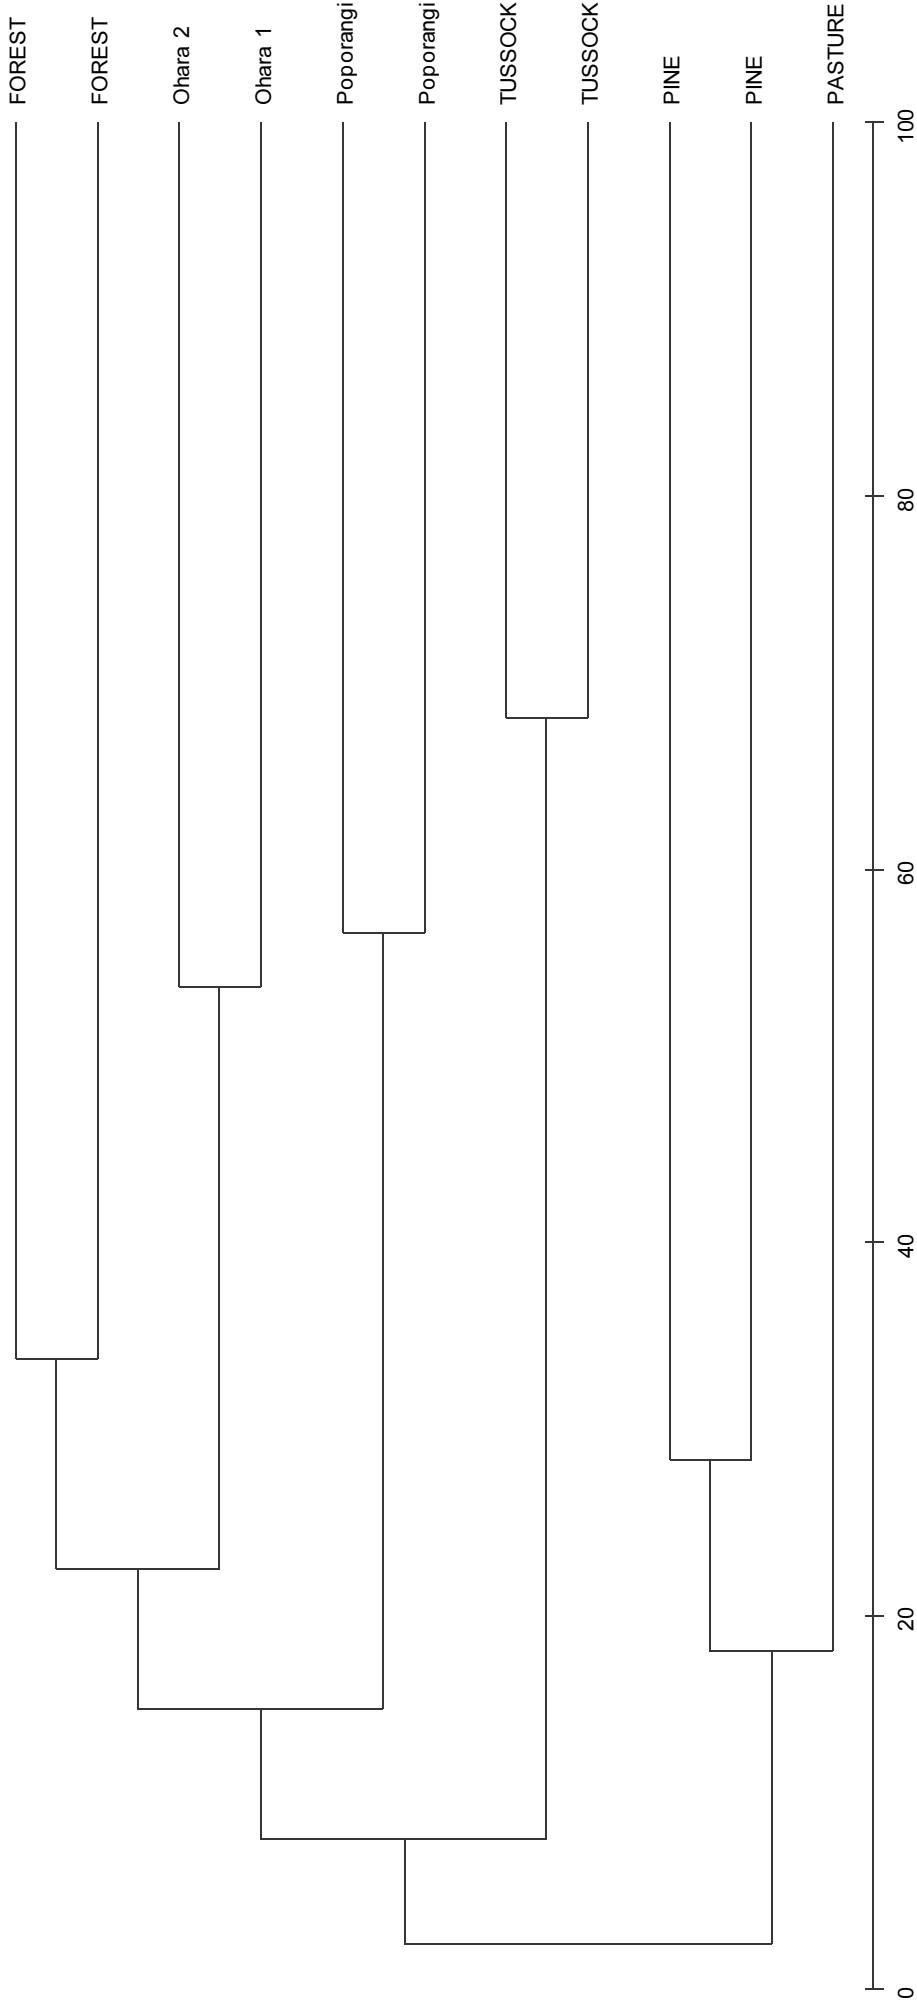 FOREST
FOREST
Ohara 2
Ohara 1
Poporangi
Poporangi
TUSSOCK
TUSSOCK
PINE
PINE
PASTURE
100
80
60
40
20
0